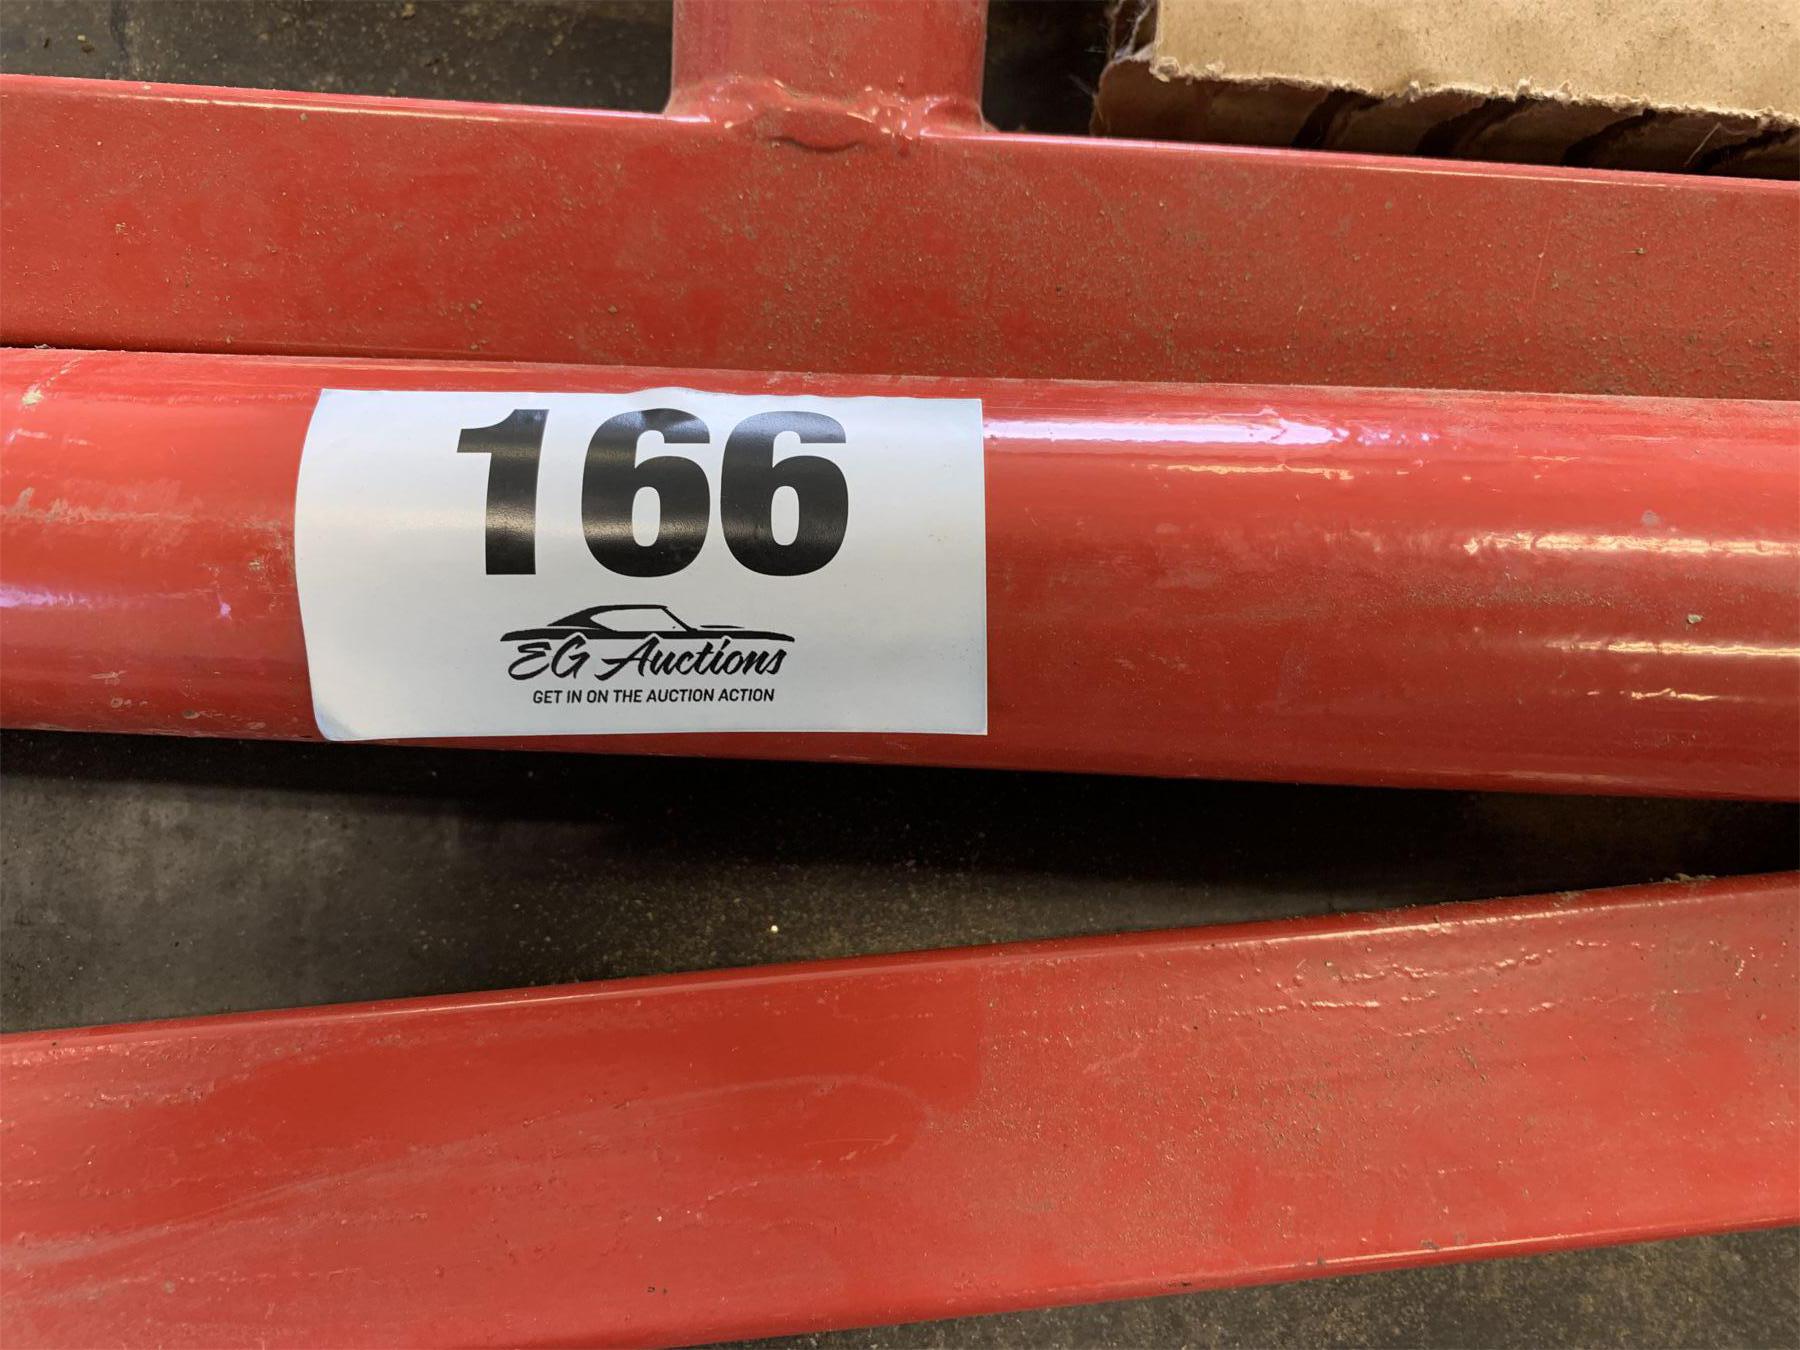 166
EG Auctions
GET IN ON THE AUCTION ACTION